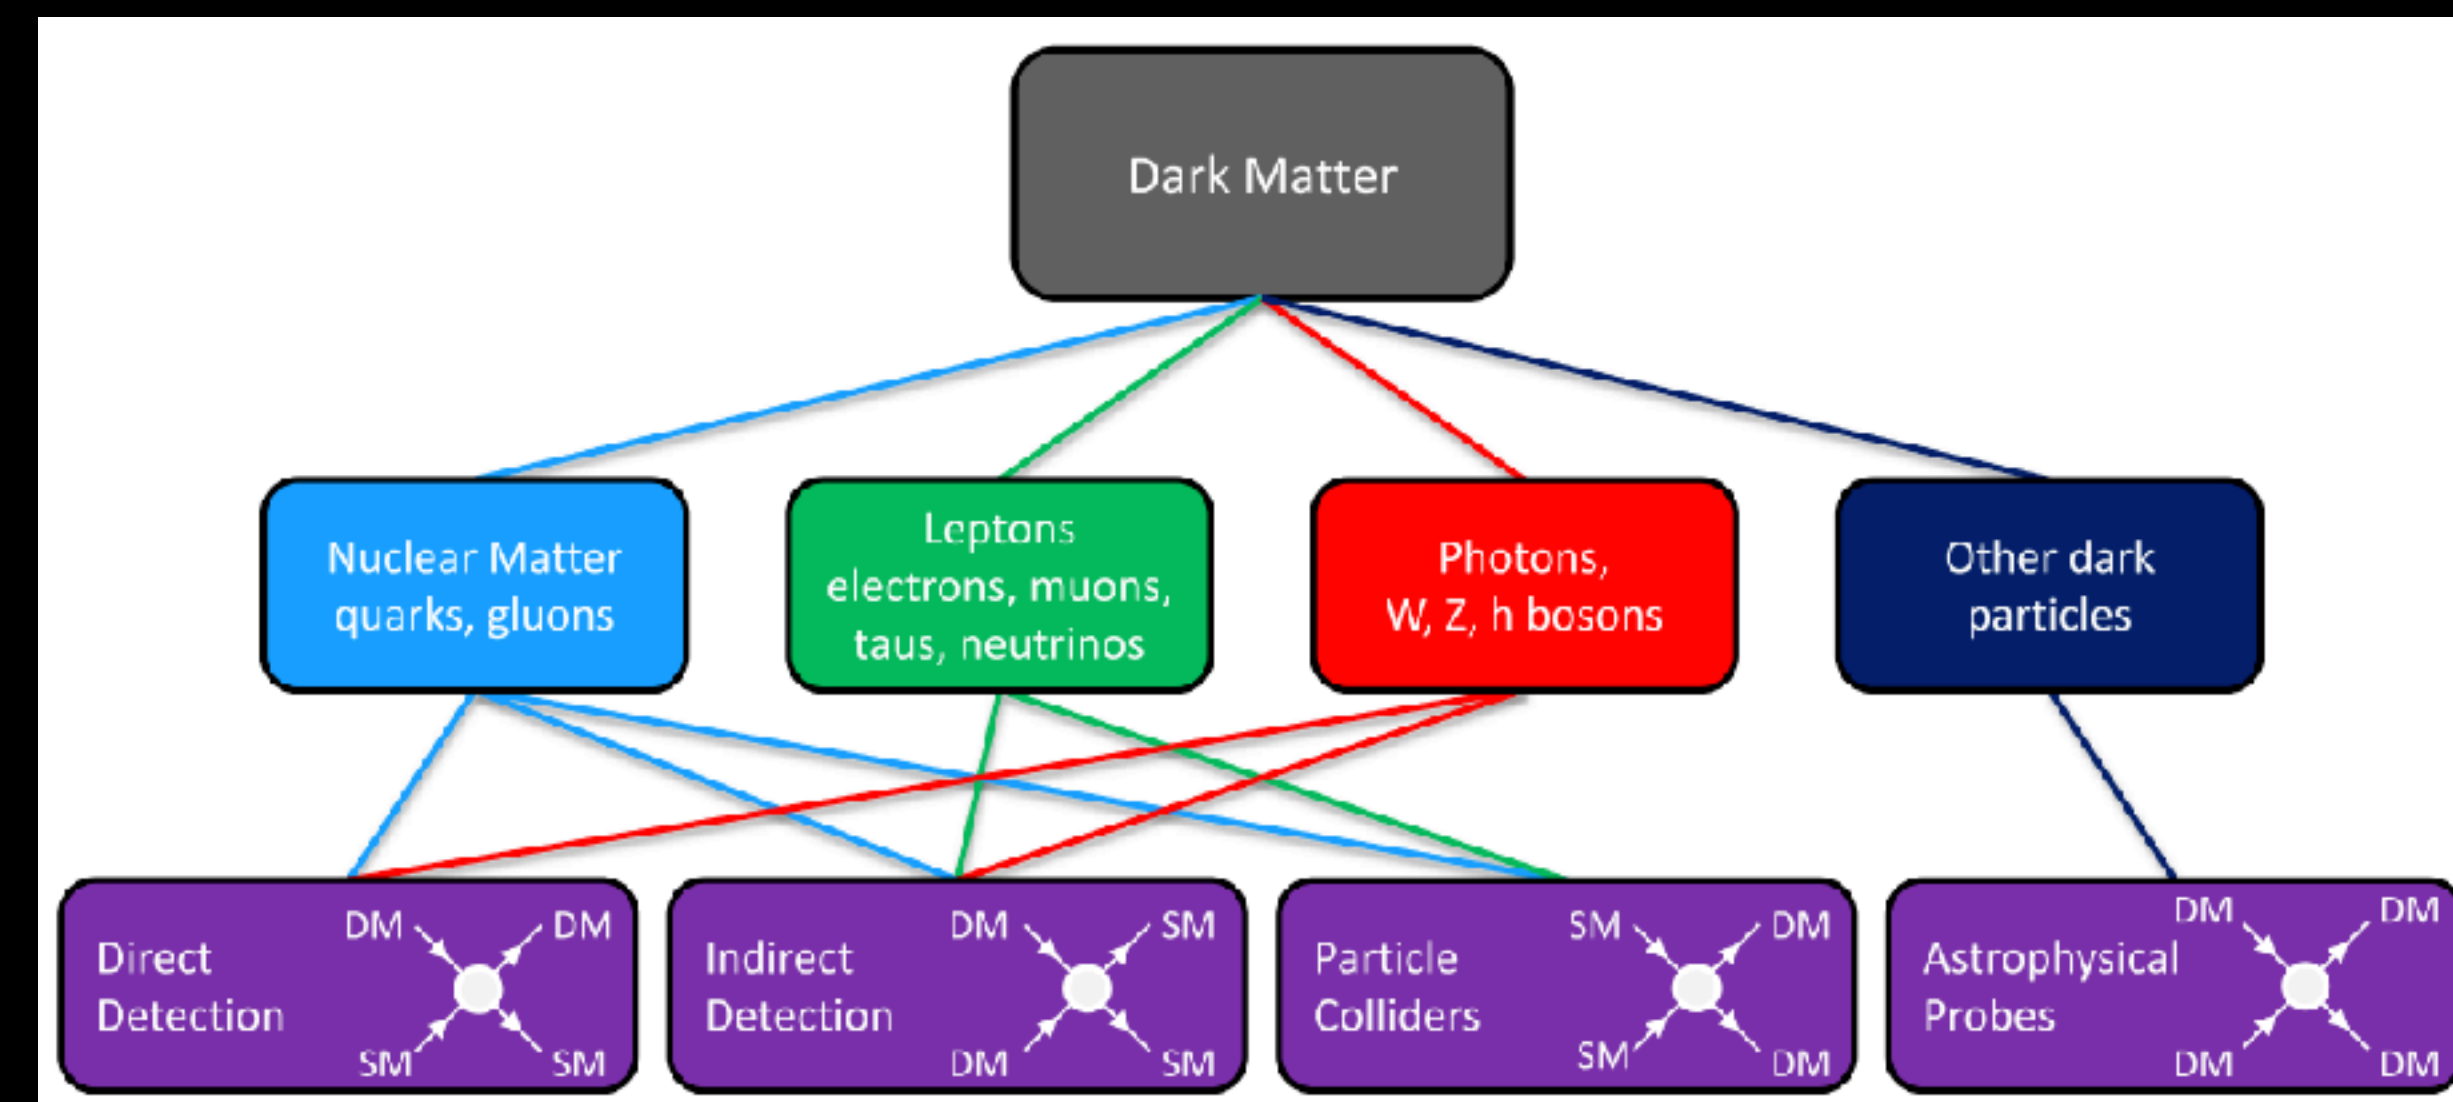 Dark Matter
Nuclear Matter
quarks, gluons
Leptons
electrons, muons,
taus, neutrinos
Photons,
W, Z, h bosons
Other dark
particles
Direct
Detection
DM
DM
SM
SM
Indirect
Detection
DM
SM
DM
SM
Particle
Colliders
SM
DM
SM
DM
Astrophysical
Probes
DM
DM
DM
DM